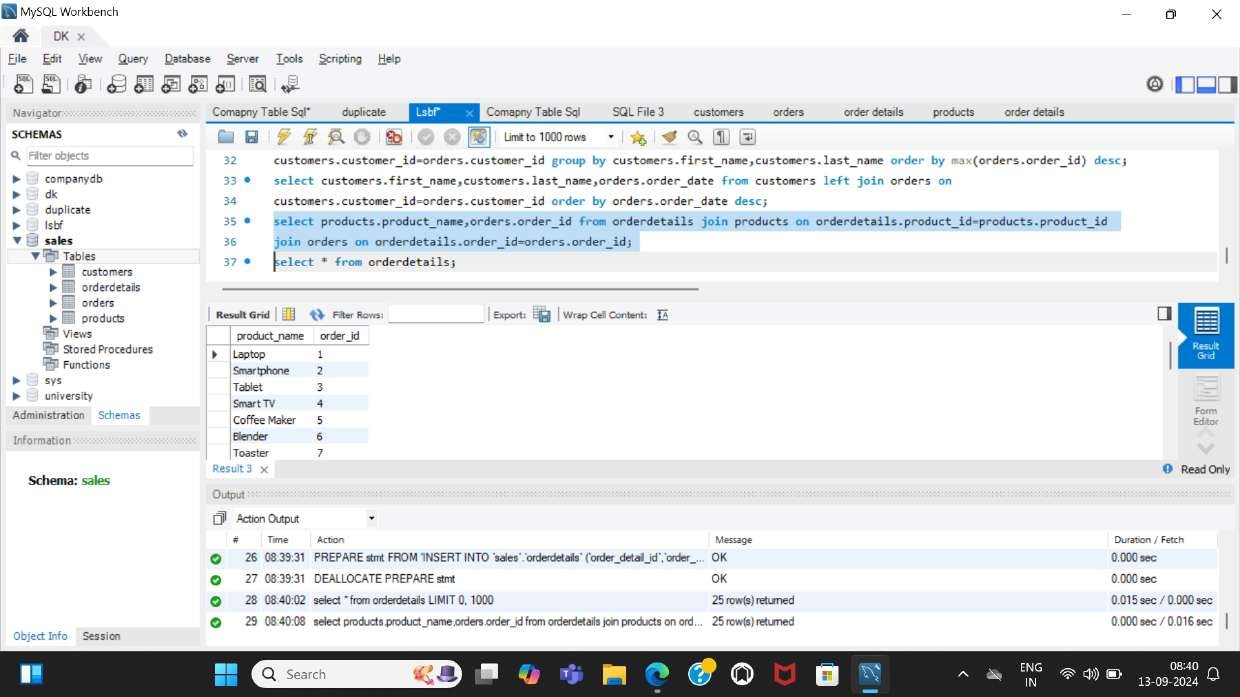 MySQL Workbench
DK
File Edit View Query Database Server Tools Scripting Help
Navigator
SCHEMAS
Filter objects
companydb
dk
duplicate
lsbf
sales
Tables
customers
orderdetails
orders
products
Views
Stored Procedures
Functions
sys
university
Administration Schemas
Information
Schema: sales
Object Info Session
Comapny Table Sql* duplicate Lsbf* Comapny Table Sql SQL File 3 customers orders order details products order details
Limit to 1000 rows
32 customers.customer_id=orders.customer_id group by customers.first_name,customers.last_name order by max(orders.order_id) desc;
33 select customers.first_name,customers.last_name,orders.order_date from customers left join orders on
34 customers.customer_id=orders.customer_id order by orders.order_date desc;
35 select products.product_name,orders.order_id from orderdetails join products on orderdetails.product_id=products.product_id
36 join orders on orderdetails.order_id=orders.order_id;
37 select * from orderdetails;
Result Grid Filter Rows: Export: Wrap Cell Content:
product_name order_id
Laptop 1
Smartphone 2
Tablet 3
Smart TV 4
Coffee Maker 5
Blender 6
Toaster 7
Result Grid
Form Editor
Result 3 Read Only
Output
Action Output
# Time Action Message Duration / Fetch
26 08:39:31 PREPARE stmt FROM 'INSERT INTO `sales`.`orderdetails` (`order_detail_id`,`order_... OK 0.000 sec
27 08:39:31 DEALLOCATE PREPARE stmt OK 0.000 sec
28 08:40:02 select * from orderdetails LIMIT 0, 1000 25 row(s) returned 0.015 sec / 0.000 sec
29 08:40:08 select products.product_name,orders.order_id from orderdetails join products on ord... 25 row(s) returned 0.000 sec / 0.016 sec
Search
ENG
IN
08:40
13-09-2024